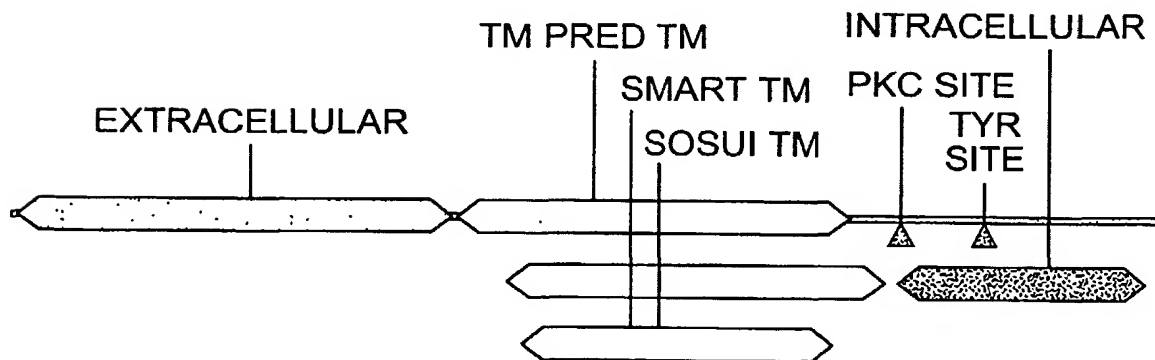 INTRACELLULAR
TM PRED TM
SMART TM
PKC SITE
EXTRACELLULAR
SOSUI TM
TYR
SITE